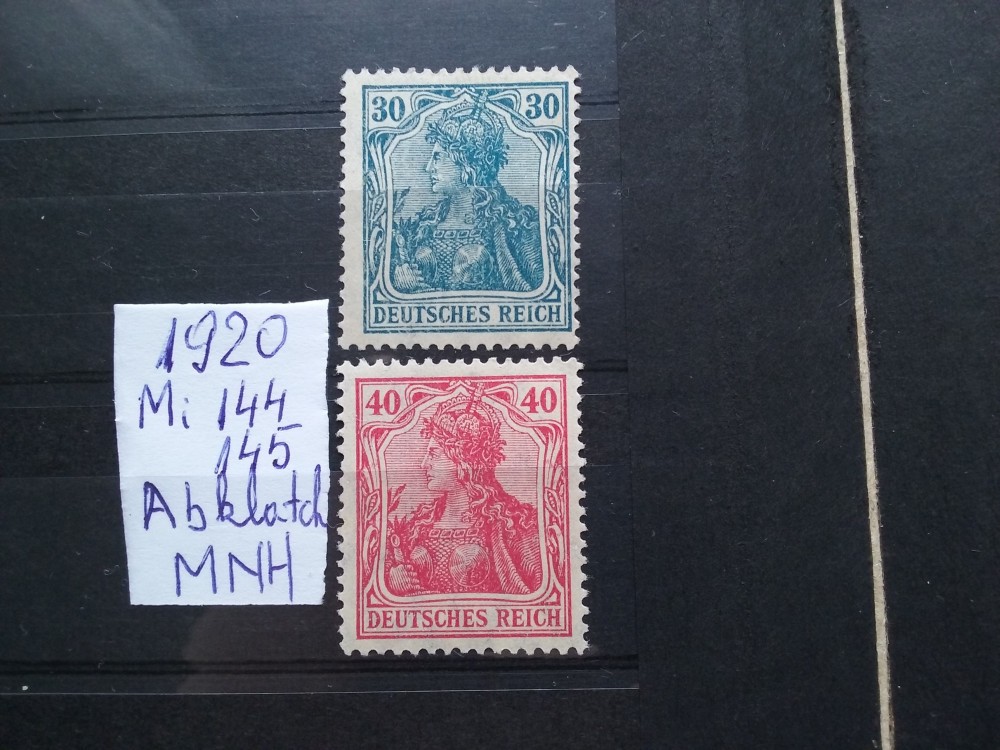 30 30
DEUTSCHES REICH
40 40
DEUTSCHES REICH
1920
Mi 144
145
Abklatch
MNH